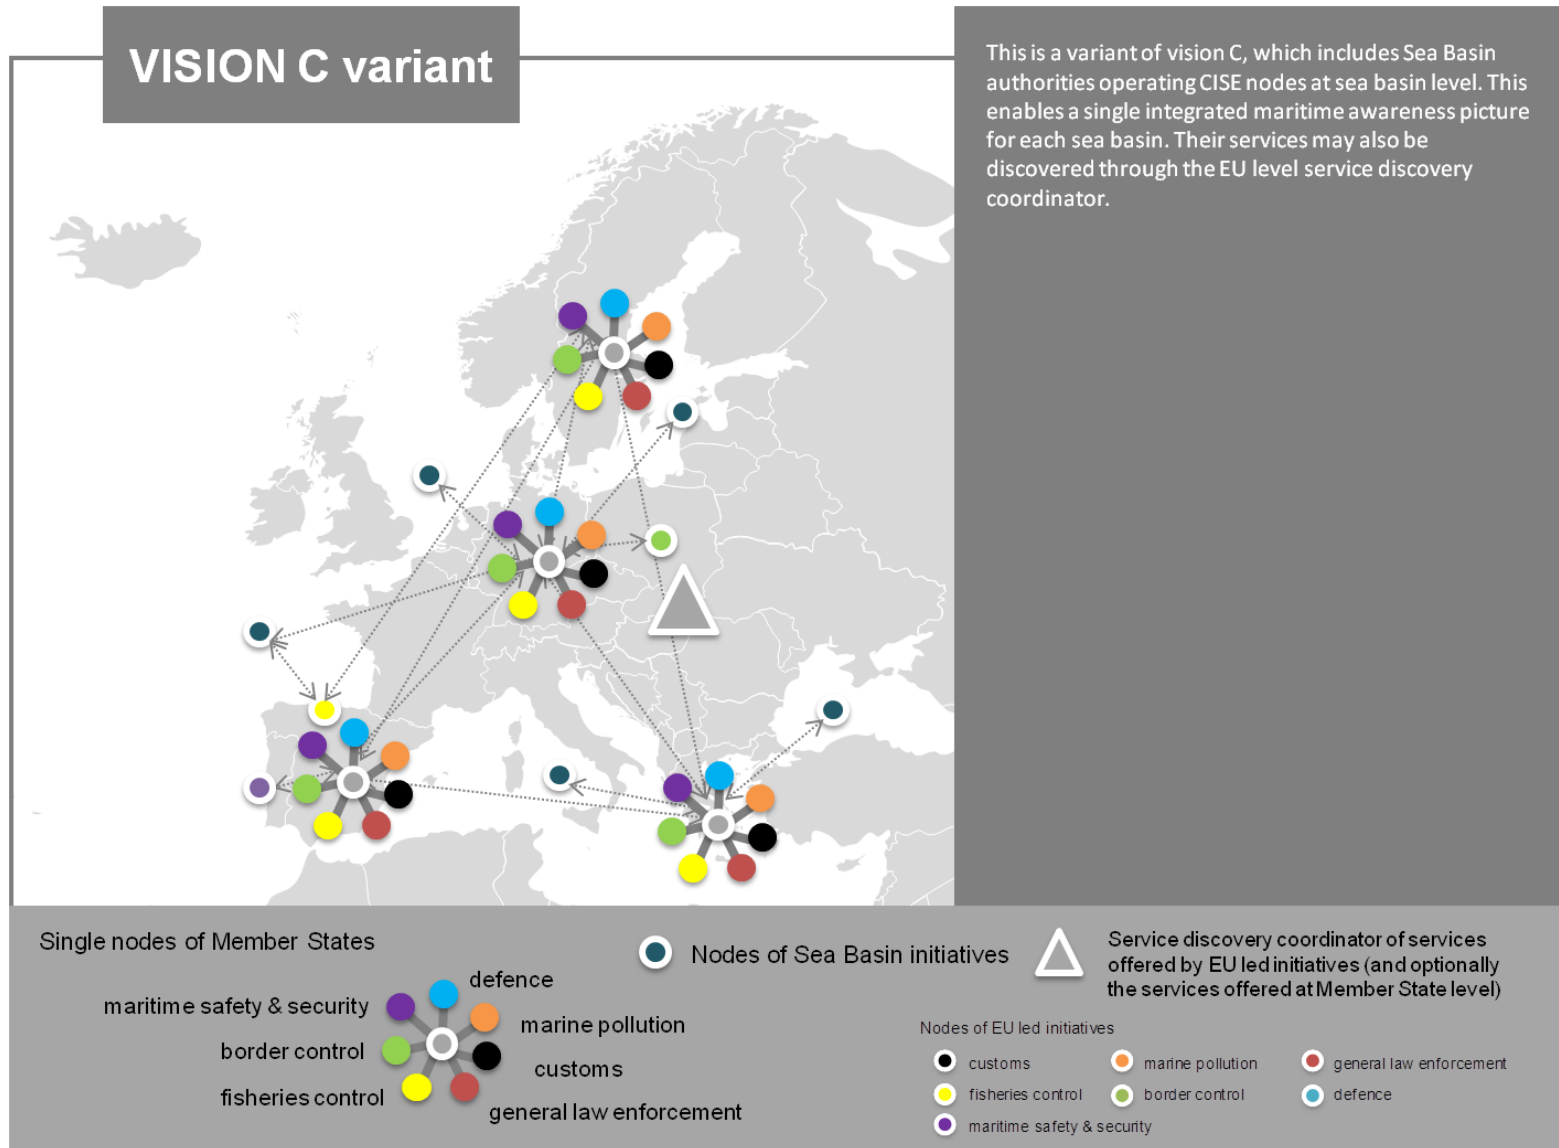 VISION C variant
This is a variant of vision C, which includes Sea Basin
authorities operating CISE nodes at sea basin level. This
enables a single integrated maritime awareness picture
for each sea basin. Their services may also be
discovered through the EU level service discovery
coordinator.
Single nodes of Member States
defence
maritime safety & security
marine pollution
border control
customs
fisheries control
general law enforcement
Nodes of Sea Basin initiatives
Service discovery coordinator of services
offered by EU led initiatives (and optionally
the services offered at Member State level)
Nodes of EU led initiatives
customs
marine pollution
general law enforcement
fisheries control
border control
defence
maritime safety & security